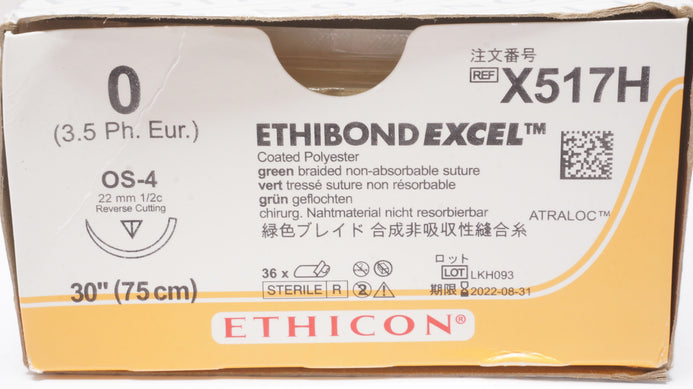 0
(3.5 Ph. Eur.)
OS-4
22 mm 1/2c
Reverse Cutting
30" (75 cm)
注文番号
REF X517H
ETHIBOND EXCEL™
Coated Polyester
green braided non-absorbable suture
vert tressé suture non résorbable
grün geflochten
chirurg. Nahtmaterial nicht resorbierbar
緑色ブレイド 合成非吸収性縫合糸
ATRALOC™
36 x
STERILE R
2
ロット
LOT LKH093
期限 2022-08-31
ETHICON®